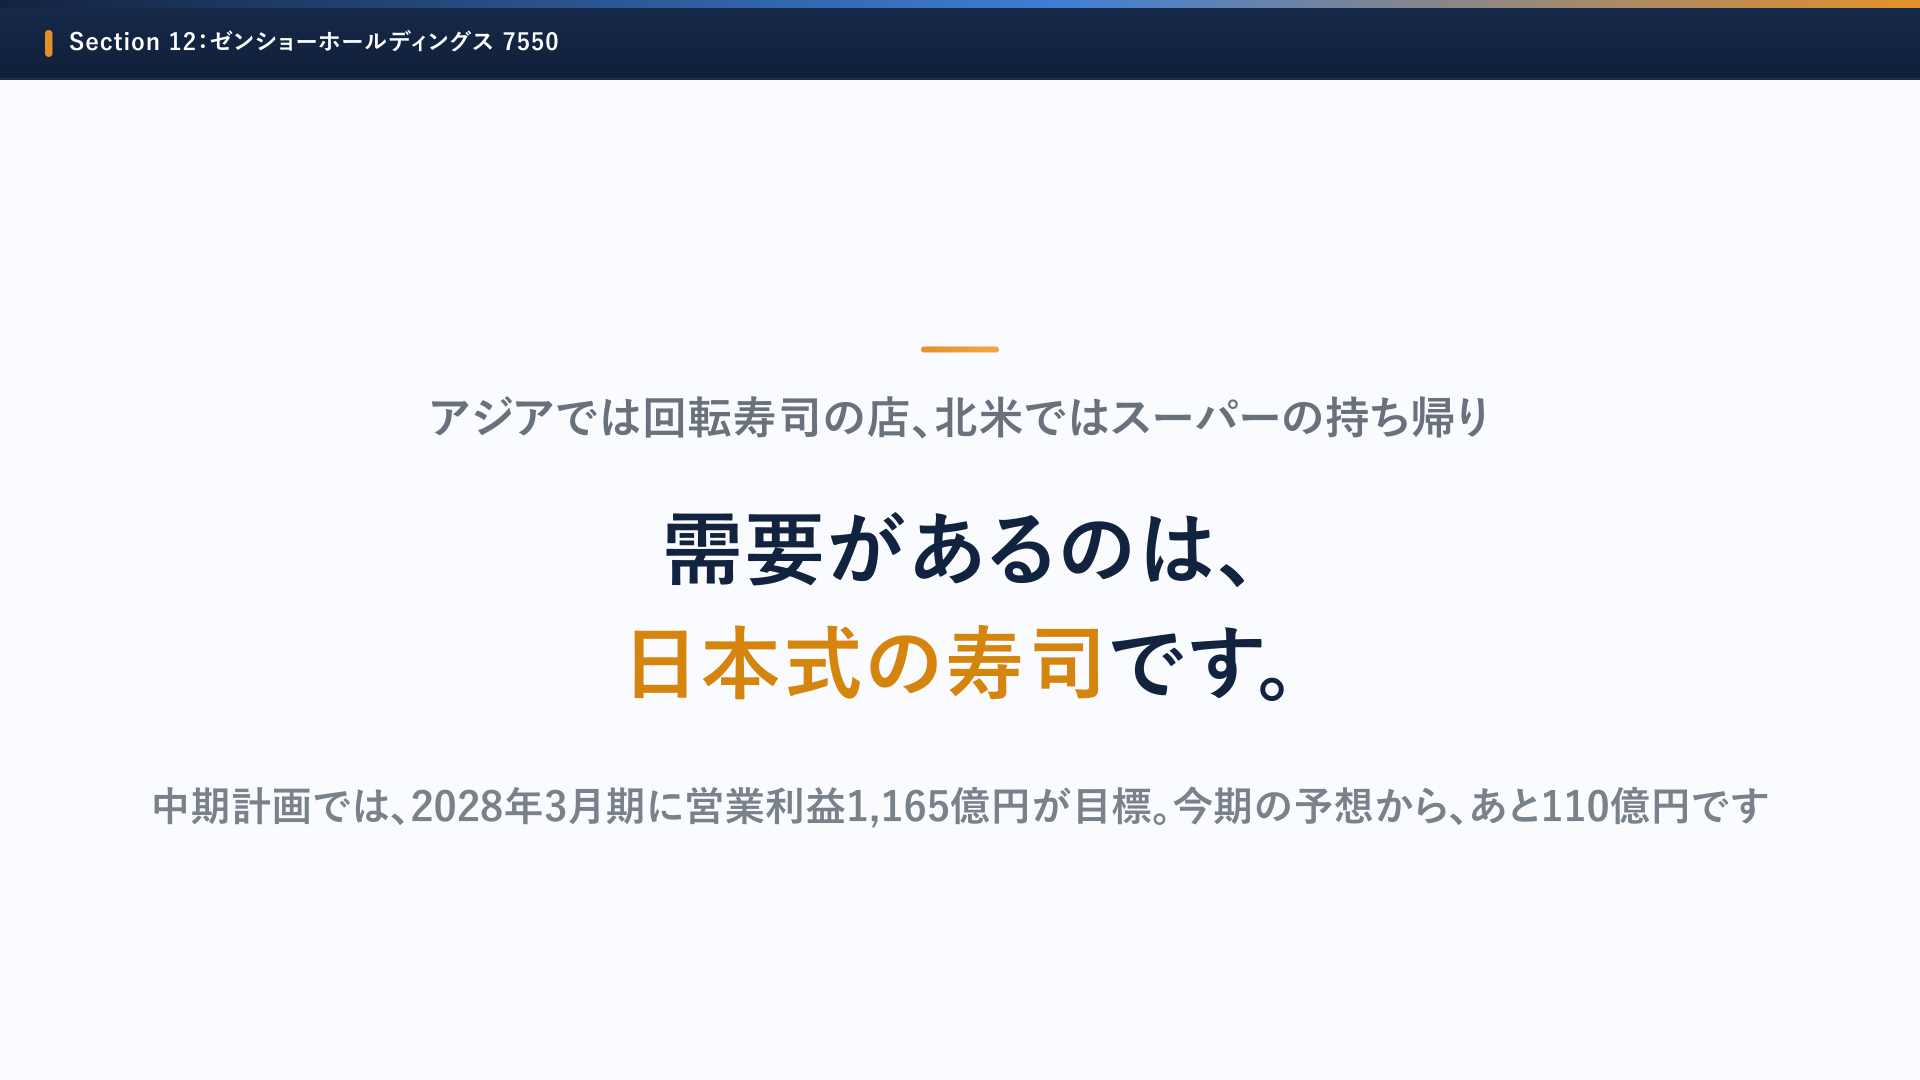 Section 12：ゼンショーホールディングス 7550
アジアでは回転寿司の店、北米ではスーパーの持ち帰り
需要があるのは、
日本式の寿司です。
中期計画では、2028年3月期に営業利益1,165億円が目標。今期の予想から、あと110億円です